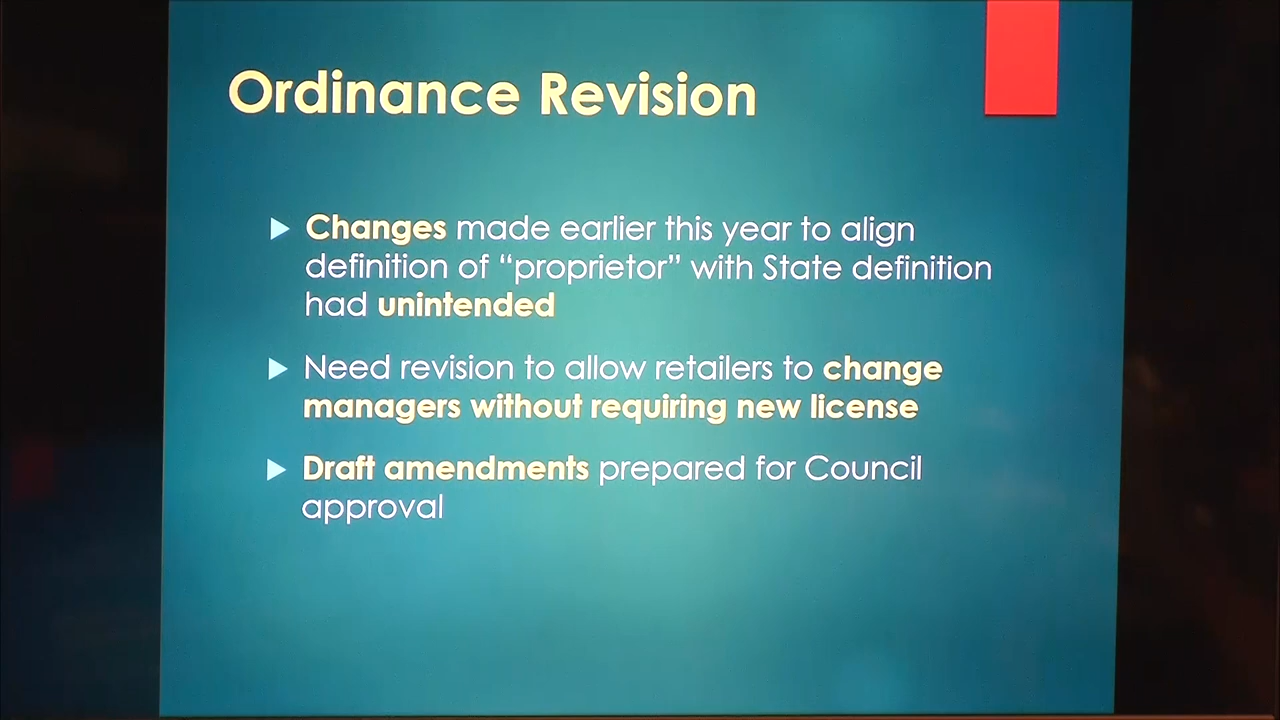 Ordinance Revision
Changes made earlier this year to align
definition of “proprietor” with State definition
had unintended
Need revision to allow retailers to change
managers without requiring new license
Draft amendments prepared for Council
approval